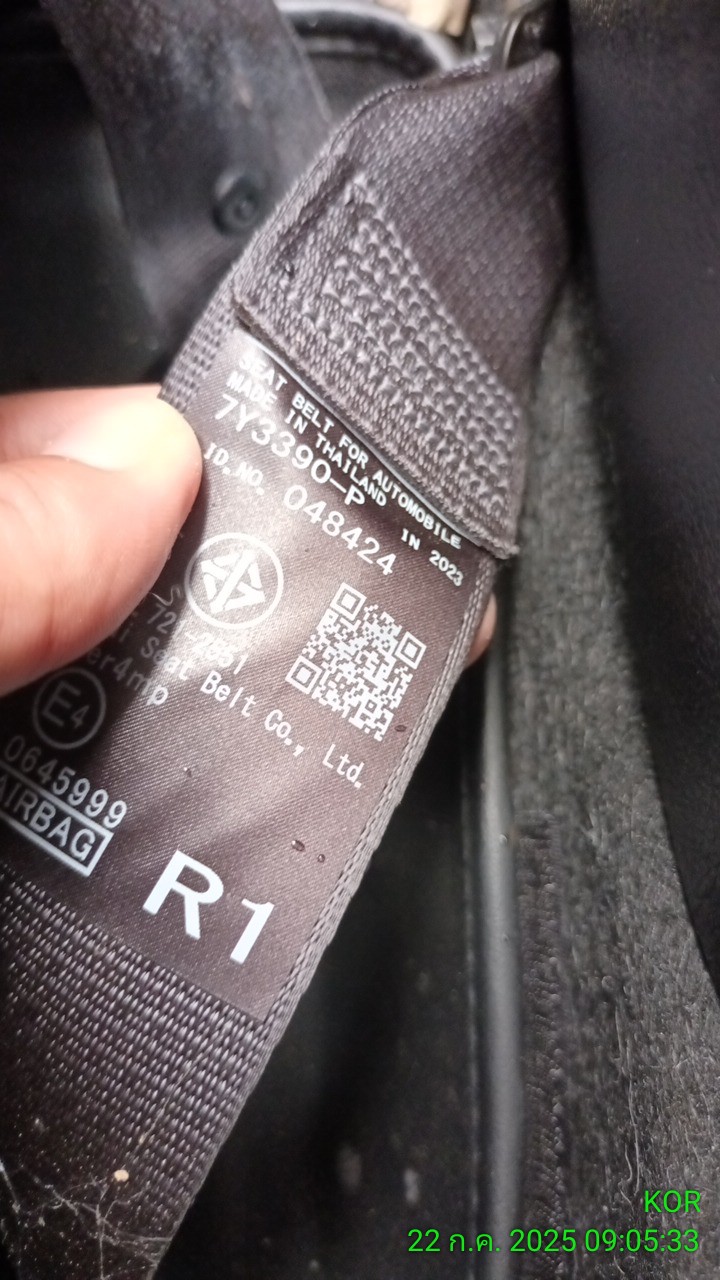 SEAT BELT FOR AUTOMOBILE
MADE IN THAILAND IN 2023
7Y3390-P
ID.NO. 048424
Seat Belt Co., Ltd.
E4
0645999
AIRBAG
R1
KOR
22 ก.ค. 2025 09:05:33